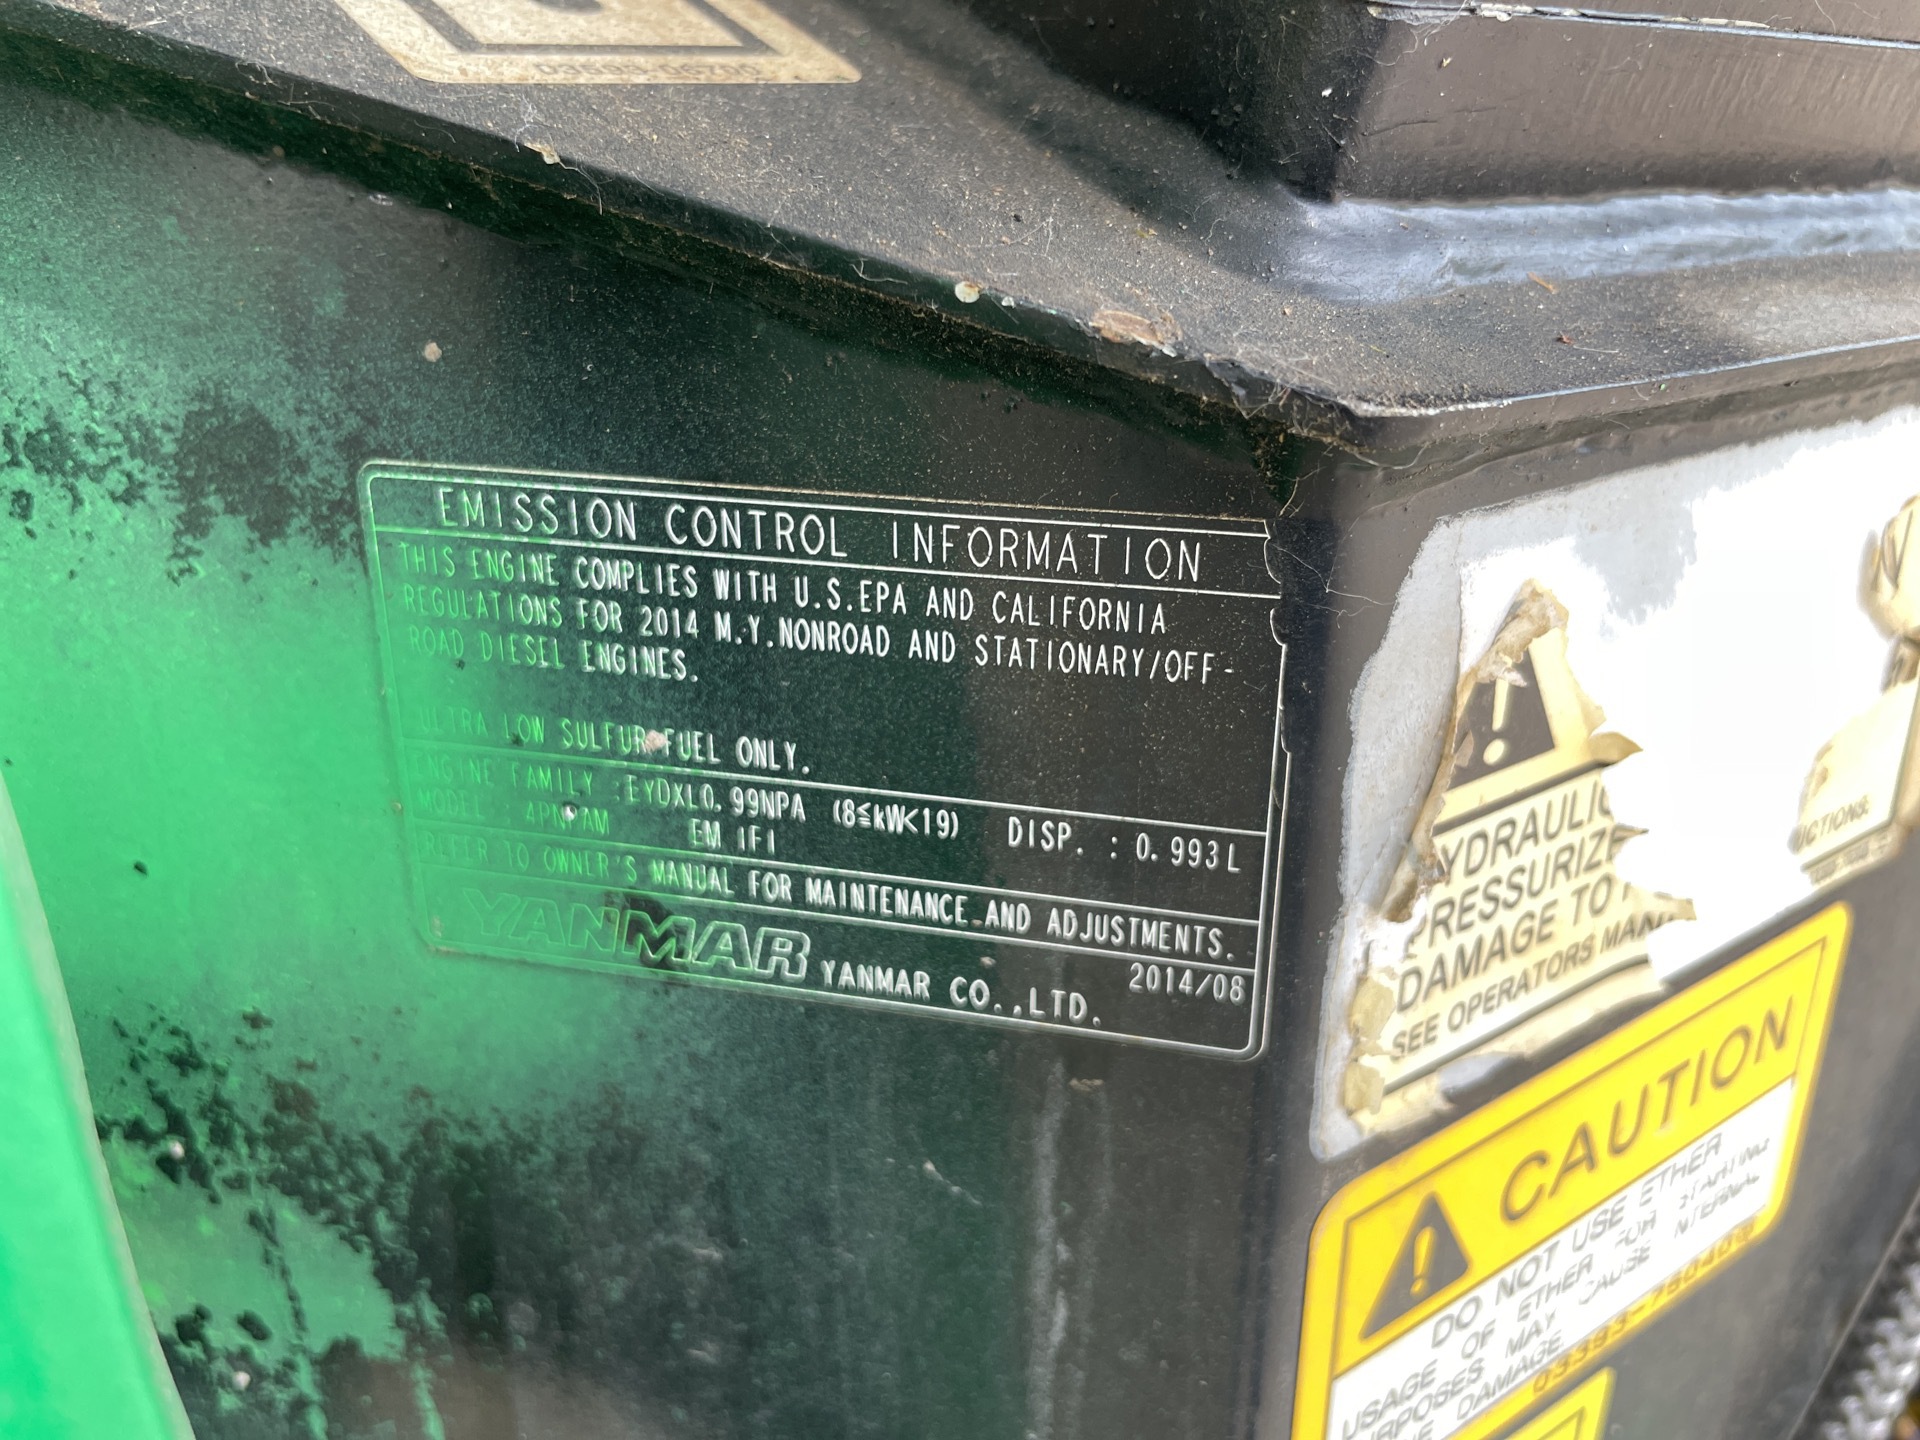 EMISSION CONTROL INFORMATION
THIS ENGINE COMPLIES WITH U.S.EPA AND CALIFORNIA
REGULATIONS FOR 2014 M.Y.NONROAD AND STATIONARY/OFF-
ROAD DIESEL ENGINES.
ULTRA LOW SULFUR FUEL ONLY.
ENGINE FAMILY :EYDXL0.99NPA (8≦kW<19) DISP. : 0.993L
MODEL EM IFI
REFER TO OWNER'S MANUAL FOR MAINTENANCE AND ADJUSTMENTS.
YANMAR YANMAR CO.,LTD. 2014/08
YDRAULIC
PRESSURIZE
DAMAGE TO
SEE OPERATORS MAN
UCTIONS.
CAUTION
DO NOT USE ETHER
USAGE OF ETHER FOR STARTING
PURPOSES MAY CAUSE INTERNAL
DAMAGE.